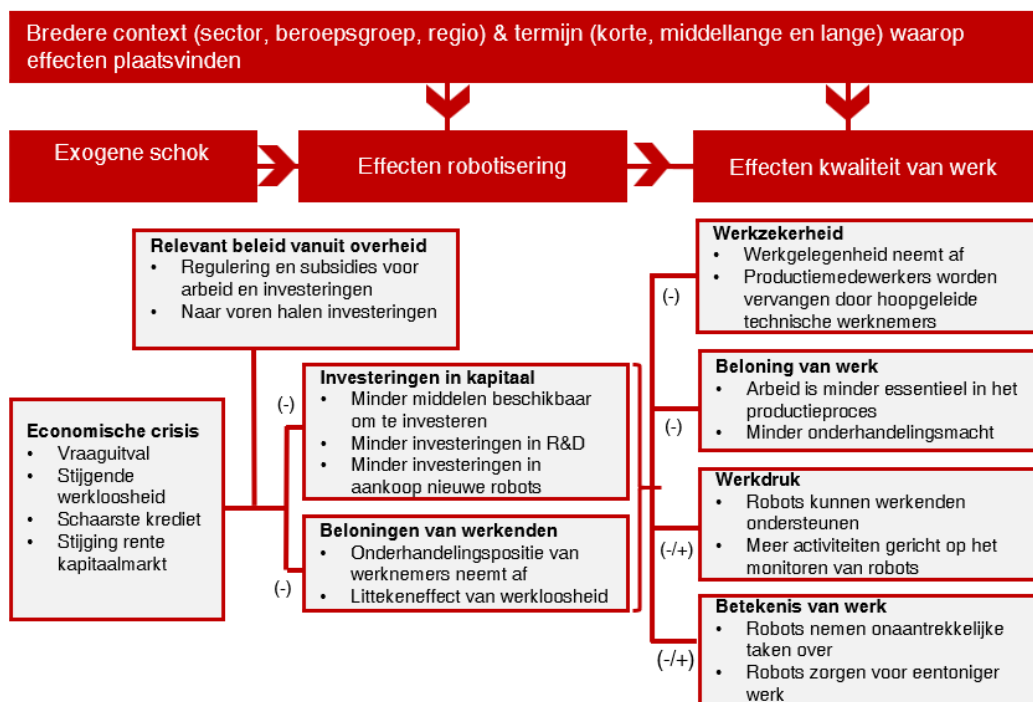 Bredere context (sector, beroepsgroep, regio) & termijn (korte, middellange en lange) waarop
effecten plaatsvinden
Exogene schok
Effecten robotisering
Effecten kwaliteit van werk
Relevant beleid vanuit overheid
• Regulering en subsidies voor
arbeid en investeringen
• Naar voren halen investeringen
Economische crisis
• Vraaguitval
• Stijgende
werkloosheid
• Schaarste krediet
• Stijging rente
kapitaalmarkt
(-)
Investeringen in kapitaal
• Minder middelen beschikbaar
om te investeren
• Minder investeringen in R&D
• Minder investeringen in
aankoop nieuwe robots
(-)
Beloningen van werkenden
• Onderhandelingspositie van
werknemers neemt af
• Littekeneffect van werkloosheid
(-)
Werkzekerheid
• Werkgelegenheid neemt af
• Productiemedewerkers worden
vervangen door hoopgeleide
technische werknemers
(-)
Beloning van werk
• Arbeid is minder essentieel in het
productieproces
• Minder onderhandelingsmacht
(-/+)
Werkdruk
• Robots kunnen werkenden
ondersteunen
• Meer activiteiten gericht op het
monitoren van robots
(-/+)
Betekenis van werk
• Robots nemen onaantrekkelijke
taken over
• Robots zorgen voor eentoniger
werk